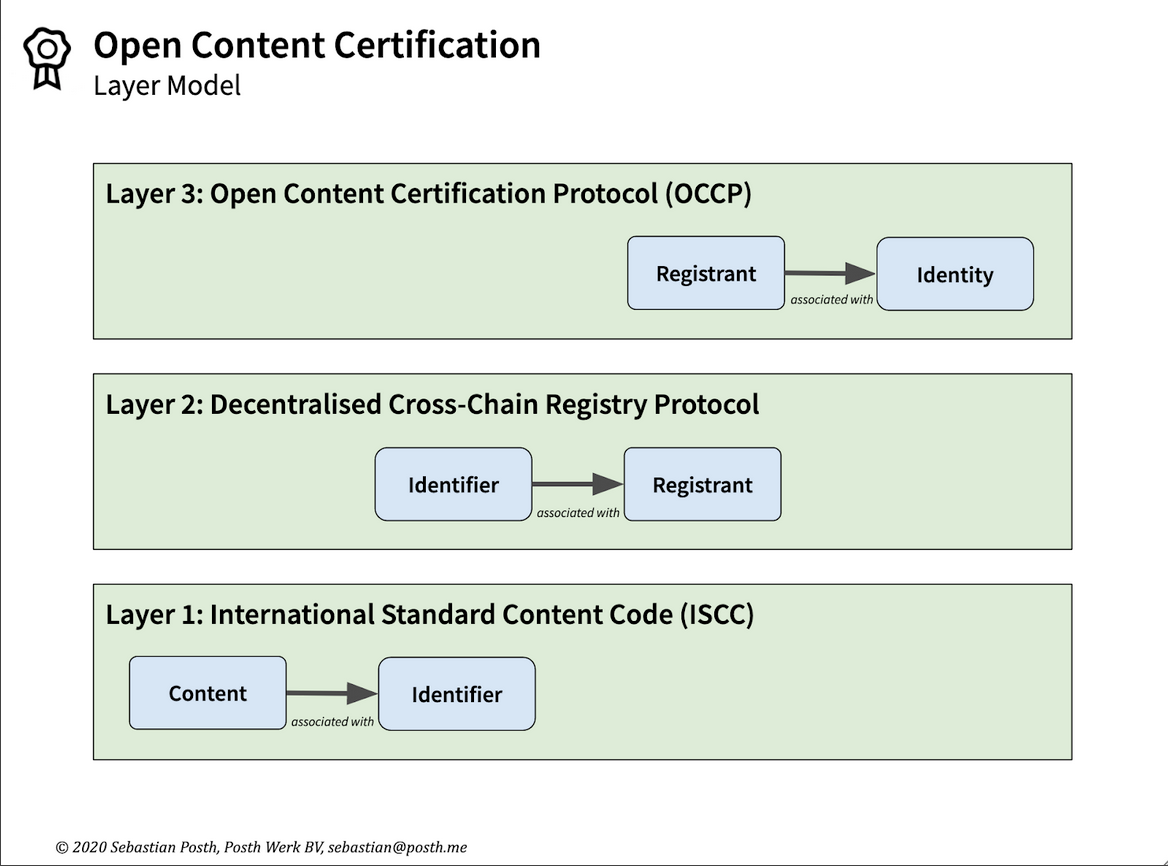 Open Content Certification
Layer Model
Layer 3: Open Content Certification Protocol (OCCP)
Registrant
Identity
associated with
Layer 2: Decentralised Cross-Chain Registry Protocol
Identifier
Registrant
associated with
Layer 1: International Standard Content Code (ISCC)
Content
Identifier
associated with
© 2020 Sebastian Posth, Posth Werk BV, sebastian@posth.me